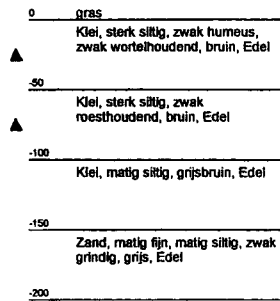 0 gras
Klei, sterk siltig, zwak humeus,
zwak wortelhoudend, bruin, Edel
-50
Klei, sterk siltig, zwak
roesthoudend, bruin, Edel
-100
Klei, matig siltig, grijsbruin, Edel
-150
Zand, matig fijn, matig siltig, zwak
grindig, grijs, Edel
-200